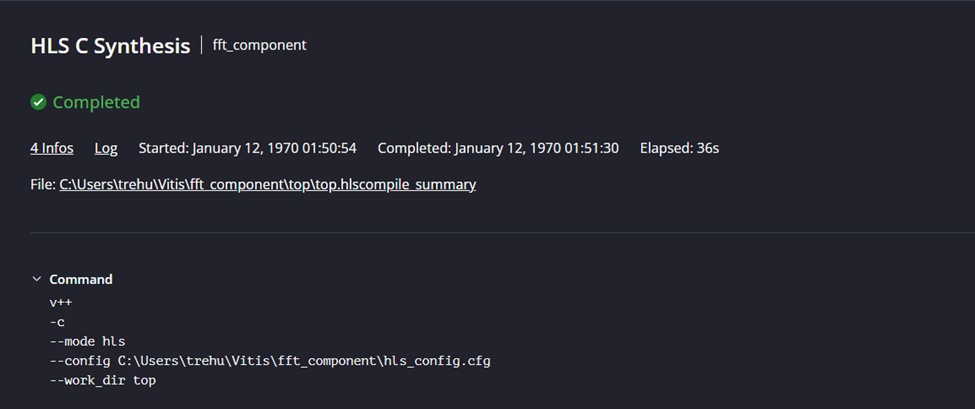 HLS C Synthesis | fft_component
Completed
4 Infos Log Started: January 12, 1970 01:50:54 Completed: January 12, 1970 01:51:30 Elapsed: 36s
File: C:\Users\trehu\Vitis\fft_component\top\top.hlscompile_summary
Command
v++
-c
--mode hls
--config C:\Users\trehu\Vitis\fft_component\hls_config.cfg
--work_dir top